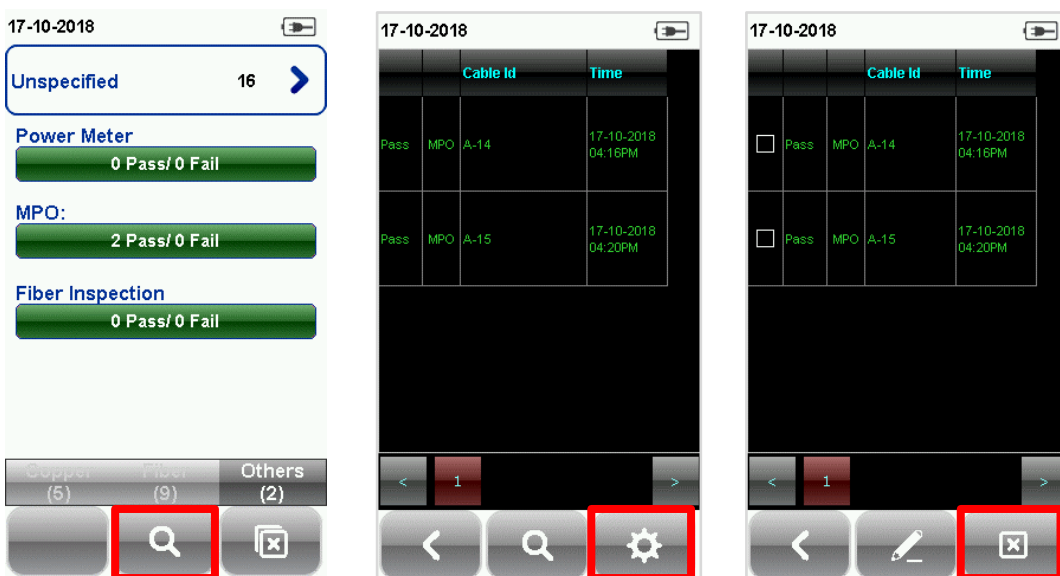 17-10-2018
Unspecified 16
Power Meter
0 Pass/ 0 Fail
MPO:
2 Pass/ 0 Fail
Fiber Inspection
0 Pass/ 0 Fail
Copper Fiber Others
(5) (9) (2)
17-10-2018
Cable Id Time
Pass MPO A-14 17-10-2018
04:16PM
Pass MPO A-15 17-10-2018
04:20PM
< 1 >
17-10-2018
Cable Id Time
Pass MPO A-14 17-10-2018
04:16PM
Pass MPO A-15 17-10-2018
04:20PM
< 1 >